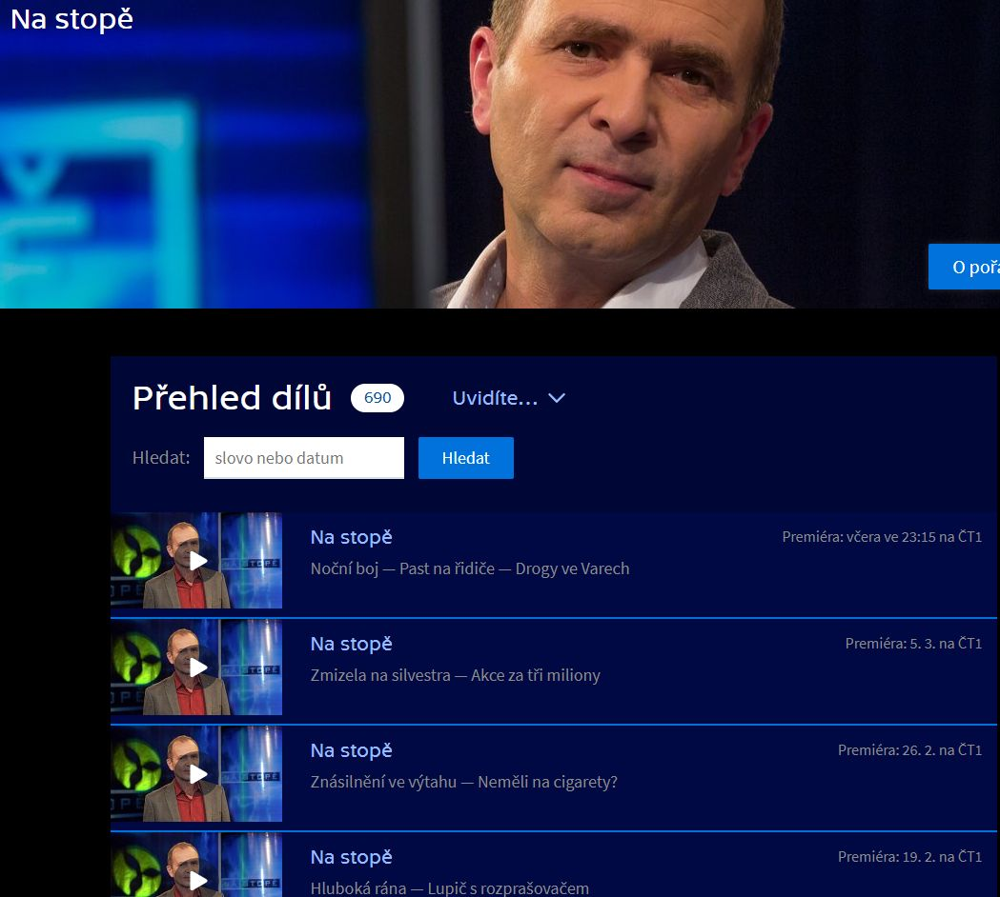 Na stopě
O poř
Přehled dílů 690 Uvidíte…
Hledat: slovo nebo datum Hledat
Na stopě Premiéra: včera ve 23:15 na ČT1
Noční boj — Past na řidiče — Drogy ve Varech
Na stopě Premiéra: 5. 3. na ČT1
Zmizela na silvestra — Akce za tři miliony
Na stopě Premiéra: 26. 2. na ČT1
Znásilnění ve výtahu — Neměli na cigarety?
Na stopě Premiéra: 19. 2. na ČT1
Hluboká rána — Lupič s rozprašovačem